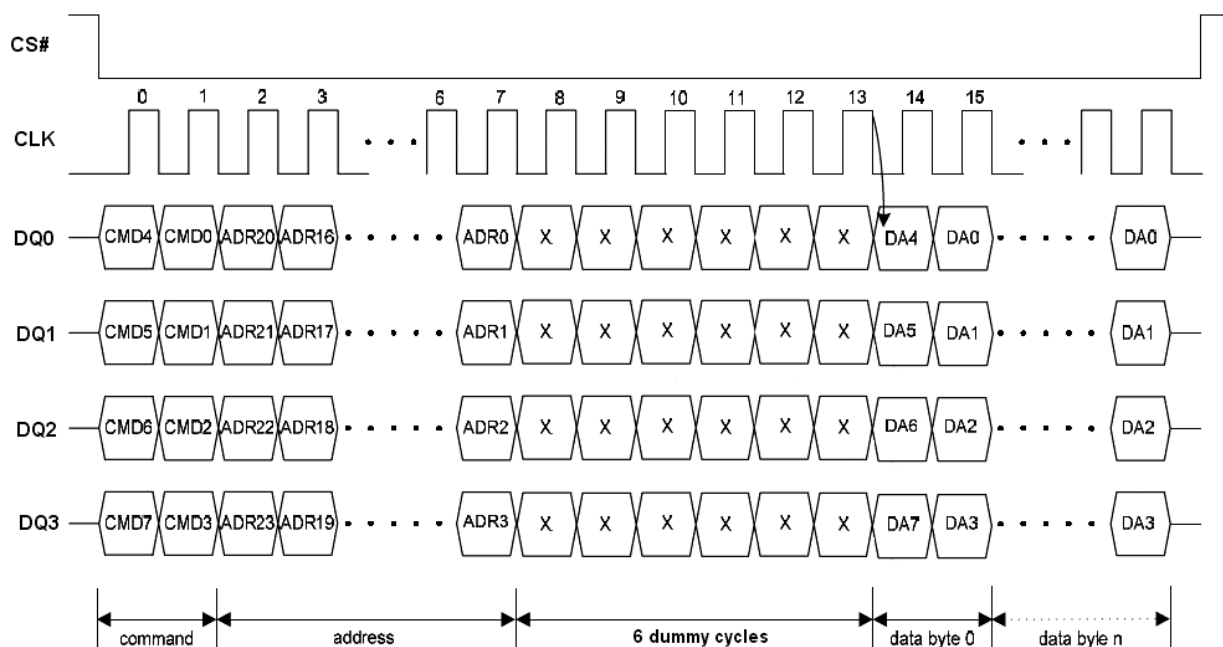 CS#
0 1 2 3 6 7 8 9 10 11 12 13 14 15
CLK
DQ0 CMD4 CMD0 ADR20 ADR16 ADR0 X X X X X X DA4 DA0 DA0
DQ1 CMD5 CMD1 ADR21 ADR17 ADR1 X X X X X X DA5 DA1 DA1
DQ2 CMD6 CMD2 ADR22 ADR18 ADR2 X X X X X X DA6 DA2 DA2
DQ3 CMD7 CMD3 ADR23 ADR19 ADR3 X X X X X X DA7 DA3 DA3
command address 6 dummy cycles data byte 0 data byte n